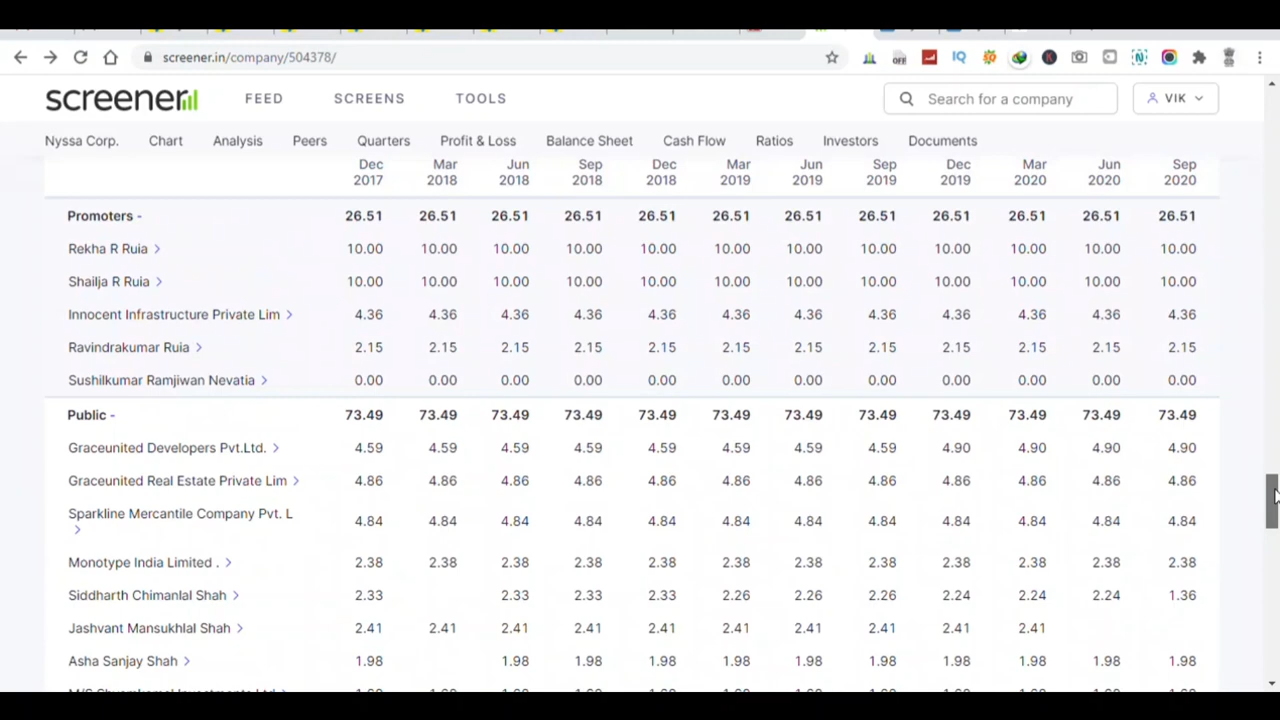 screener.in/company/504378/
OFF IQ K N
screener FEED SCREENS TOOLS Search for a company VIK
Nyssa Corp. Chart Analysis Peers Quarters Profit & Loss Balance Sheet Cash Flow Ratios Investors Documents
Dec Mar Jun Sep Dec Mar Jun Sep Dec Mar Jun Sep
2017 2018 2018 2018 2018 2019 2019 2019 2019 2020 2020 2020
Promoters - 26.51 26.51 26.51 26.51 26.51 26.51 26.51 26.51 26.51 26.51 26.51 26.51
Rekha R Ruia 10.00 10.00 10.00 10.00 10.00 10.00 10.00 10.00 10.00 10.00 10.00 10.00
Shailja R Ruia 10.00 10.00 10.00 10.00 10.00 10.00 10.00 10.00 10.00 10.00 10.00 10.00
Innocent Infrastructure Private Lim 4.36 4.36 4.36 4.36 4.36 4.36 4.36 4.36 4.36 4.36 4.36 4.36
Ravindrakumar Ruia 2.15 2.15 2.15 2.15 2.15 2.15 2.15 2.15 2.15 2.15 2.15 2.15
Sushilkumar Ramjiwan Nevatia 0.00 0.00 0.00 0.00 0.00 0.00 0.00 0.00 0.00 0.00 0.00 0.00
Public - 73.49 73.49 73.49 73.49 73.49 73.49 73.49 73.49 73.49 73.49 73.49 73.49
Graceunited Developers Pvt.Ltd. 4.59 4.59 4.59 4.59 4.59 4.59 4.59 4.59 4.90 4.90 4.90 4.90
Graceunited Real Estate Private Lim 4.86 4.86 4.86 4.86 4.86 4.86 4.86 4.86 4.86 4.86 4.86 4.86
Sparkline Mercantile Company Pvt. L 4.84 4.84 4.84 4.84 4.84 4.84 4.84 4.84 4.84 4.84 4.84 4.84
Monotype India Limited . 2.38 2.38 2.38 2.38 2.38 2.38 2.38 2.38 2.38 2.38 2.38 2.38
Siddharth Chimanlal Shah 2.33 2.33 2.33 2.33 2.26 2.26 2.26 2.24 2.24 2.24 1.36
Jashvant Mansukhlal Shah 2.41 2.41 2.41 2.41 2.41 2.41 2.41 2.41 2.41 2.41
Asha Sanjay Shah 1.98 1.98 1.98 1.98 1.98 1.98 1.98 1.98 1.98 1.98 1.98